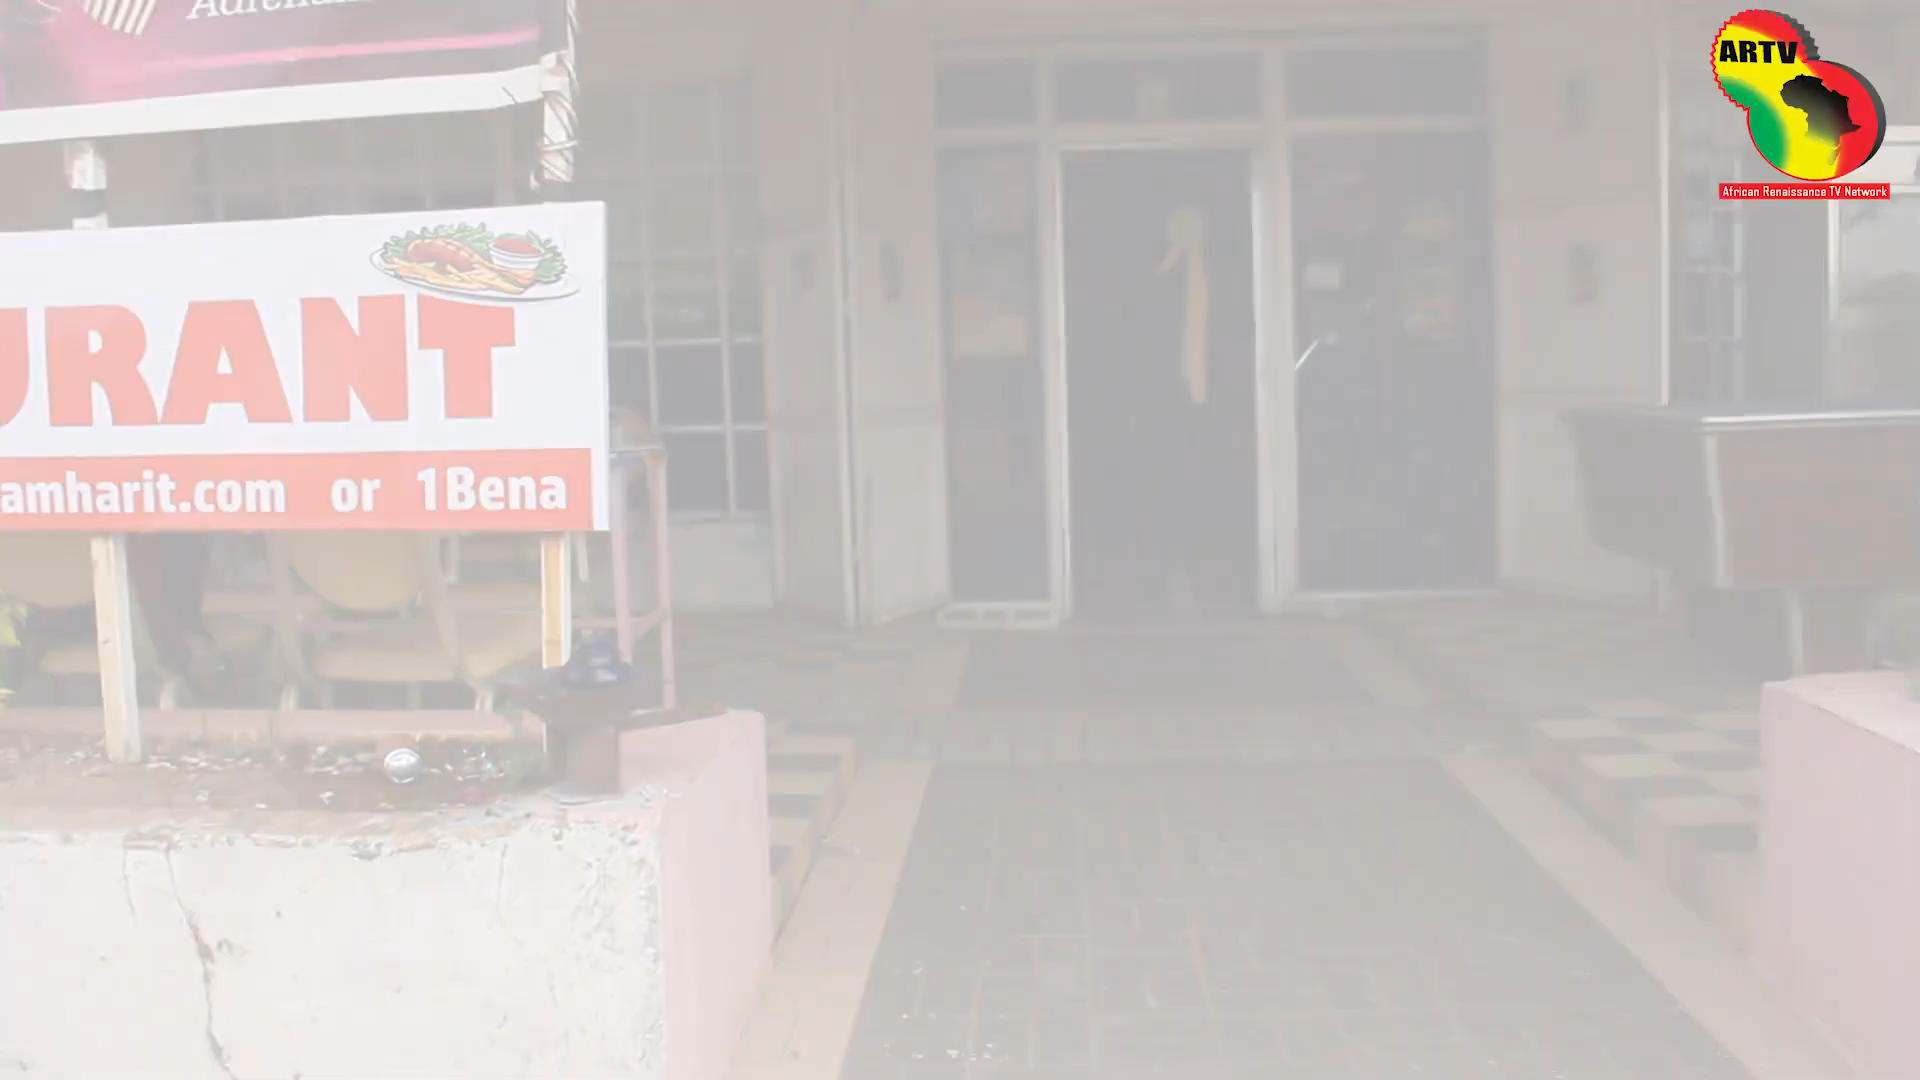 URANT
amharit.com or 1Bena
ARTV
African Renaissance TV Network